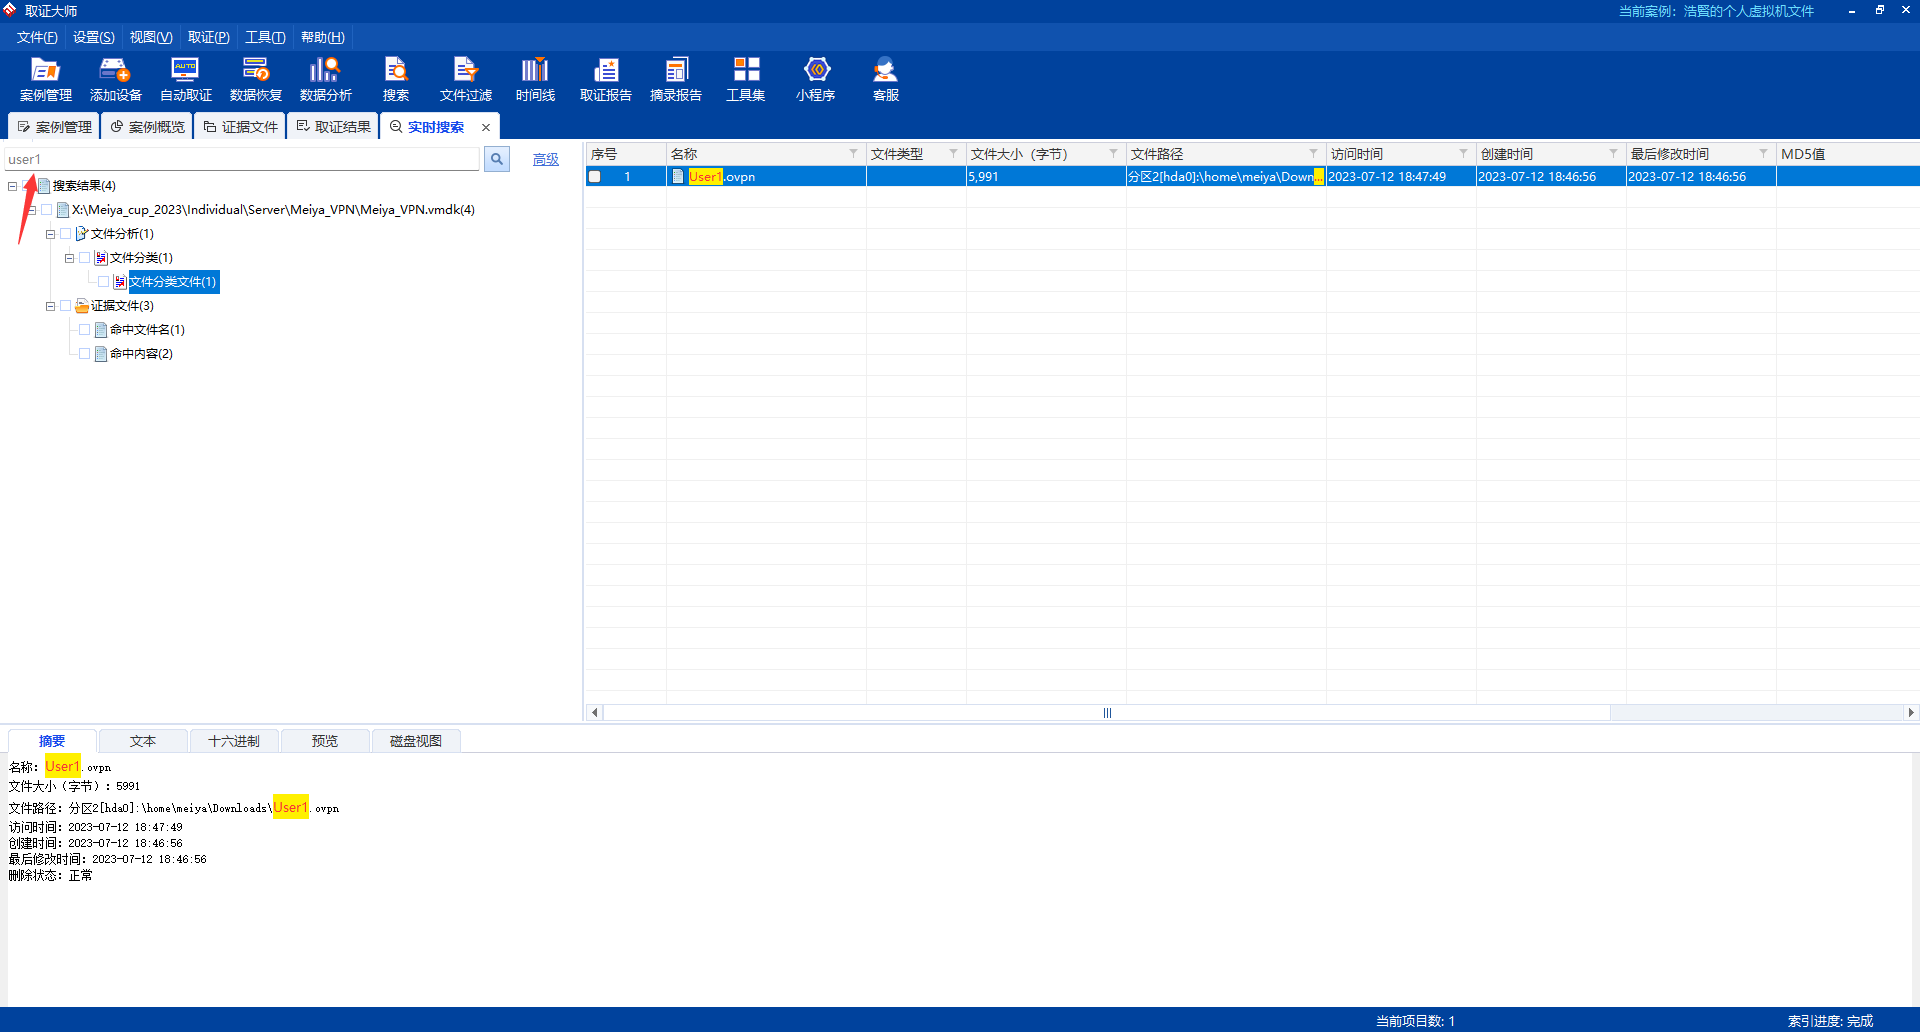 取证大师
当前案例：浩賢的个人虚拟机文件
文件(F) 设置(S) 视图(V) 取证(P) 工具(T) 帮助(H)
案例管理 添加设备 自动取证 数据恢复 数据分析 搜索 文件过滤 时间线 取证报告 摘录报告 工具集 小程序 客服
案例管理 案例概览 证据文件 取证结果 实时搜索
user1
高级
搜索结果(4)
X:\Meiya_cup_2023\Individual\Server\Meiya_VPN\Meiya_VPN.vmdk(4)
文件分析(1)
文件分类(1)
文件分类文件(1)
证据文件(3)
命中文件名(1)
命中内容(2)
序号 名称 文件类型 文件大小（字节） 文件路径 访问时间 创建时间 最后修改时间 MD5值
1 User1.ovpn 5,991 分区2[hda0]:\home\meiya\Down... 2023-07-12 18:47:49 2023-07-12 18:46:56 2023-07-12 18:46:56
摘要 文本 十六进制 预览 磁盘视图
名称：User1.ovpn
文件大小（字节）：5991
文件路径：分区2[hda0]:\home\meiya\Downloads\User1.ovpn
访问时间：2023-07-12 18:47:49
创建时间：2023-07-12 18:46:56
最后修改时间：2023-07-12 18:46:56
删除状态：正常
当前项目数: 1
索引进度: 完成